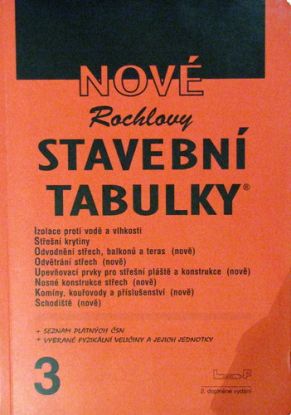 NOVÉ
Rochlovy
STAVEBNÍ
TABULKY®
Izolace proti vodě a vlhkosti
Střešní krytiny
Odvodnění střech, balkonů a teras (nově)
Odvětrání střech (nově)
Upevňovací prvky pro střešní pláště a konstrukce (nově)
Nosné konstrukce střech (nově)
Komíny, kouřovody a příslušenství (nově)
Schodiště (nově)
+ SEZNAM PLATNÝCH ČSN
+ VYBRANÉ FYZIKÁLNÍ VELIČINY A JEJICH JEDNOTKY
3
doplněné vydání